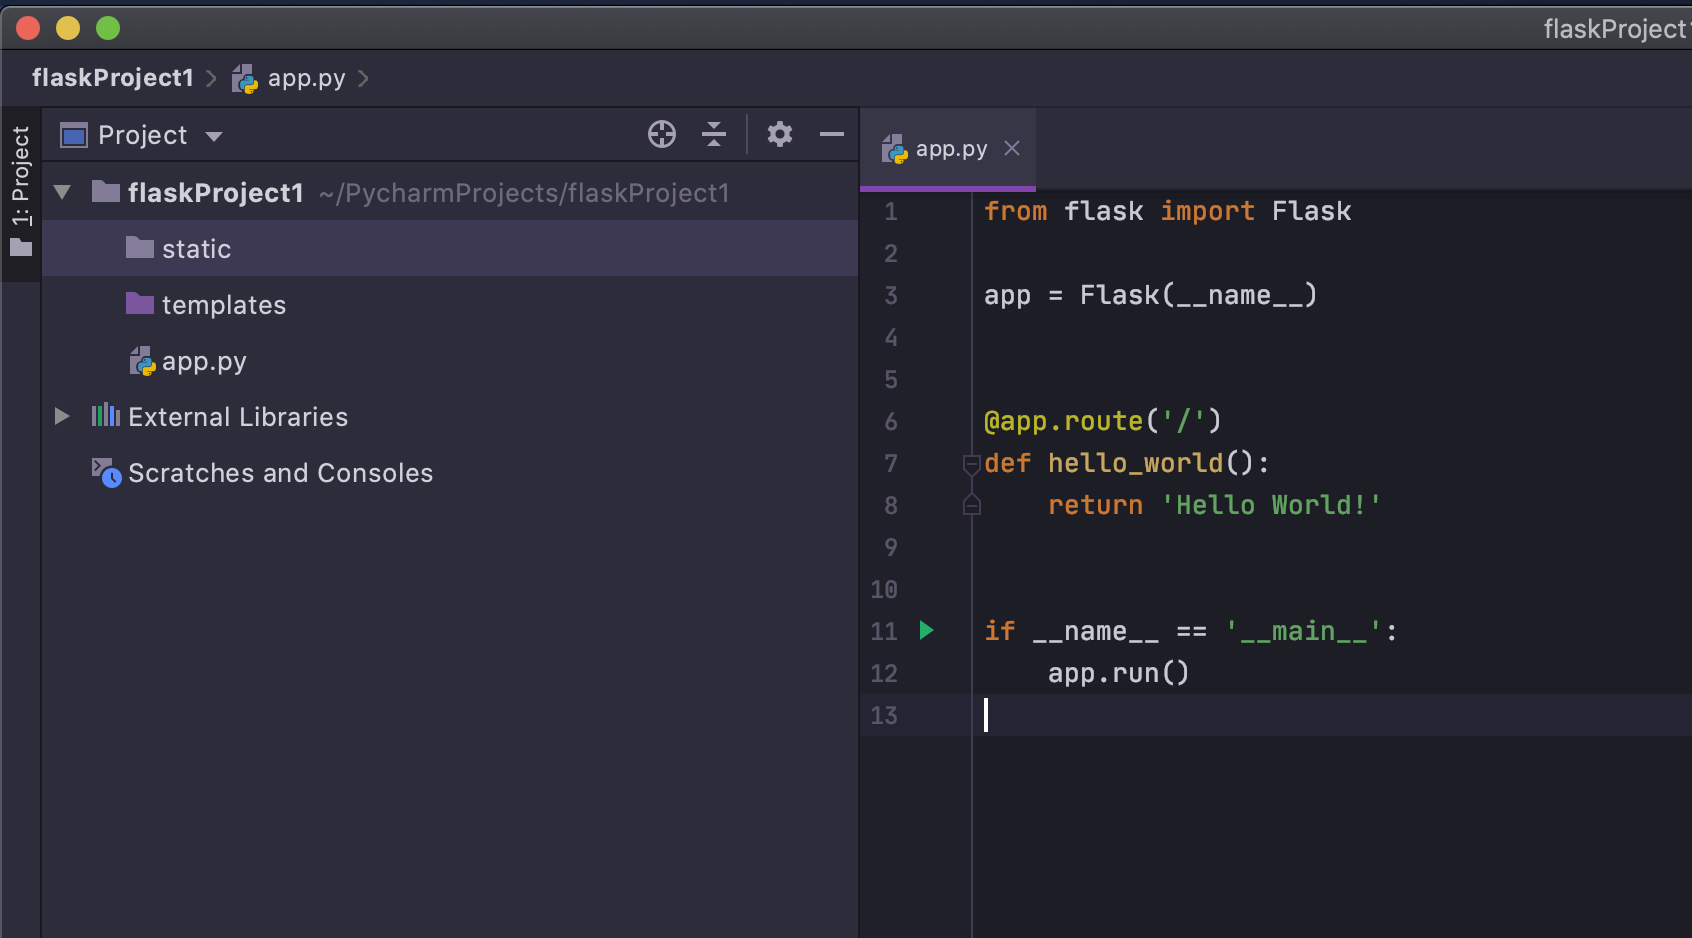 flaskProject1
flaskProject1 app.py
1: Project
Project
flaskProject1 ~/PycharmProjects/flaskProject1
static
templates
app.py
External Libraries
Scratches and Consoles
app.py
1 from flask import Flask
2
3 app = Flask(__name__)
4
5
6 @app.route('/')
7 def hello_world():
8     return 'Hello World!'
9
10
11 if __name__ == '__main__':
12     app.run()
13